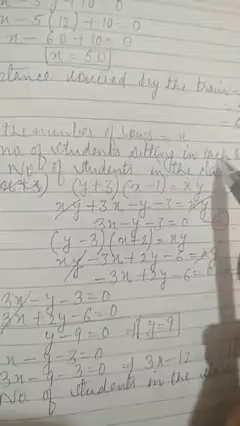 x - 5(12) + 10 = 0
x - 60 + 10 = 0
x = 50
distance covered by the train =
the number of rows = x
no. of students sitting in each
No of students in the
(y+3)(x-1) = xy
xy + 3x - y - 3 = xy
3x - y - 3 = 0
(y-3)(x+2) = xy
xy - 3x + 2y - 6 = xy
-3x + 2y - 6 = 0
3x - y - 3 = 0
3x + 2y - 6 = 0
y - 9 = 0 ⇒ y = 9
x - y - 3 = 0
3x - 9 - 3 = 0 ⇒ 3x - 12
No of students in the